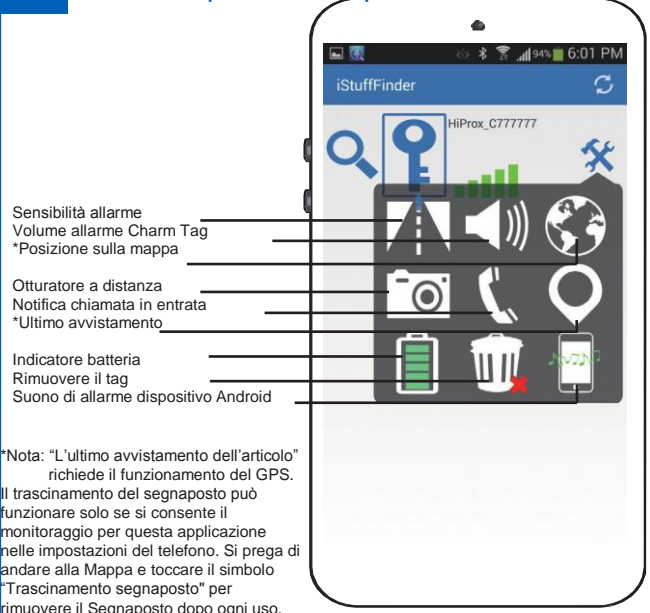 94% 6:01 PM
iStuffFinder
HiProx_C777777
Sensibilità allarme
Volume allarme Charm Tag
*Posizione sulla mappa
Otturatore a distanza
Notifica chiamata in entrata
*Ultimo avvistamento
Indicatore batteria
Rimuovere il tag
Suono di allarme dispositivo Android
*Nota: “L’ultimo avvistamento dell’articolo”
richiede il funzionamento del GPS.
Il trascinamento del segnaposto può
funzionare solo se si consente il
monitoraggio per questa applicazione
nelle impostazioni del telefono. Si prega di
andare alla Mappa e toccare il simbolo
“Trascinamento segnaposto" per
rimuovere il Segnaposto dopo ogni uso.